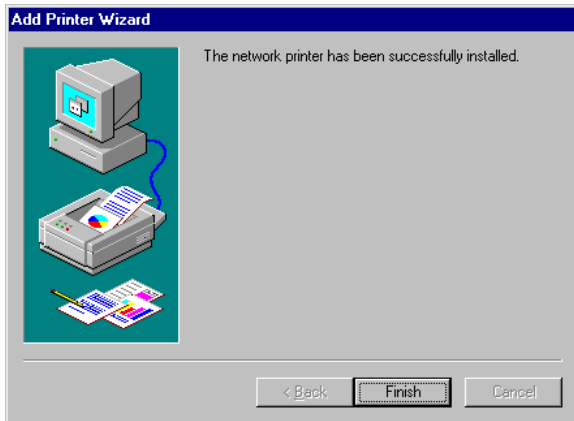 Add Printer Wizard
The network printer has been successfully installed.
< Back
Finish
Cancel